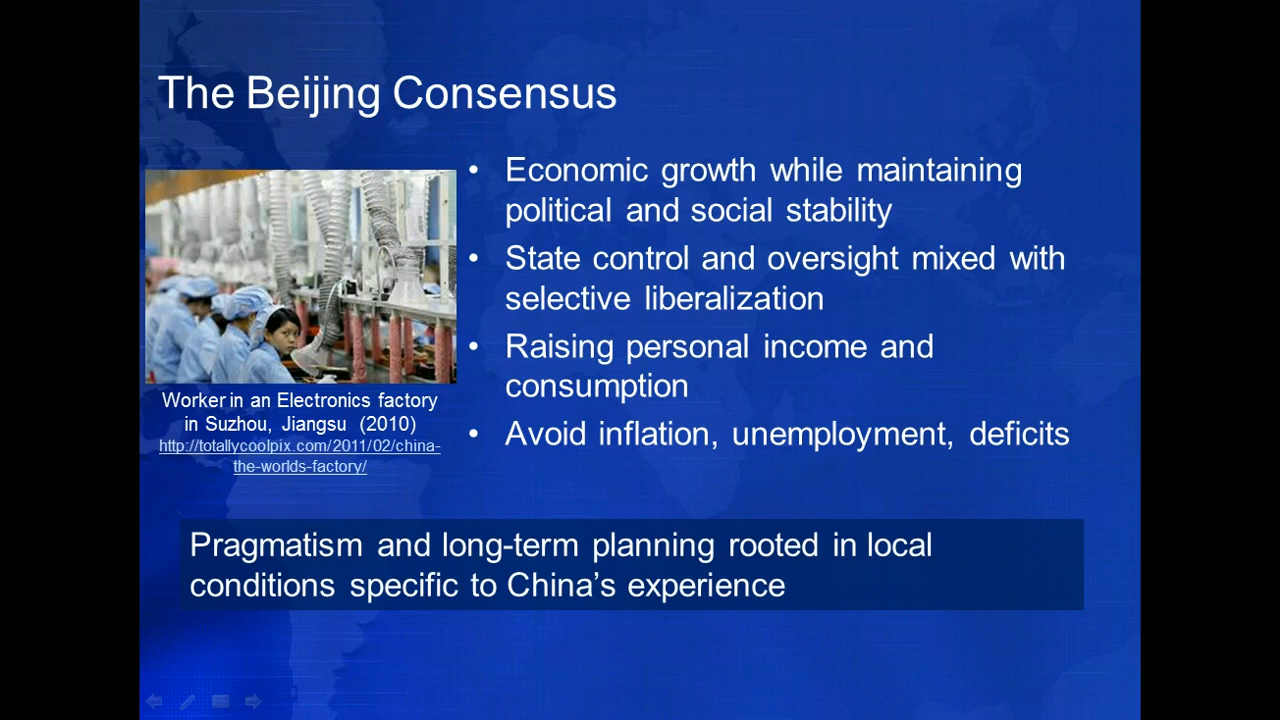 The Beijing Consensus
• Economic growth while maintaining
political and social stability
• State control and oversight mixed with
selective liberalization
• Raising personal income and
consumption
• Avoid inflation, unemployment, deficits
Worker in an Electronics factory
in Suzhou, Jiangsu (2010)
http://totallycoolpix.com/2011/02/china-
the-worlds-factory/
Pragmatism and long-term planning rooted in local
conditions specific to China’s experience